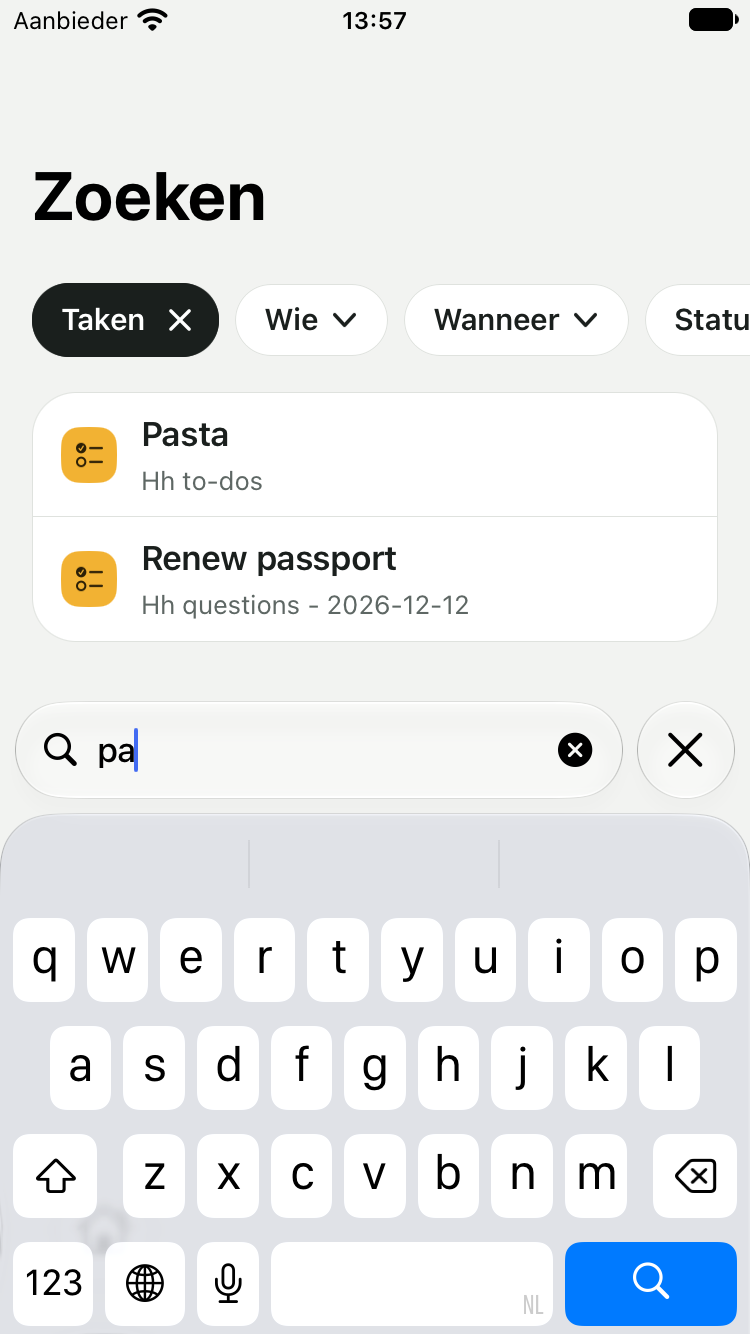 Aanbieder 13:57
Zoeken
Taken Wie Wanneer Statu
Pasta
Hh to-dos
Renew passport
Hh questions - 2026-12-12
pa
q w e r t y u i o p
a s d f g h j k l
z x c v b n m
123 NL